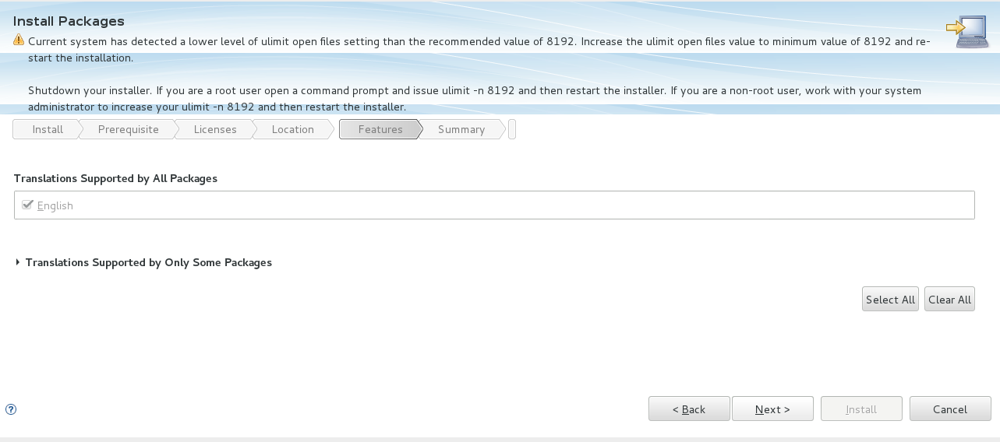 Install Packages
Current system has detected a lower level of ulimit open files setting than the recommended value of 8192. Increase the ulimit open files value to minimum value of 8192 and re-
start the installation.
Shutdown your installer. If you are a root user open a command prompt and issue ulimit -n 8192 and then restart the installer. If you are a non-root user, work with your system
administrator to increase your ulimit -n 8192 and then restart the installer.
Install Prerequisite Licenses Location Features Summary
Translations Supported by All Packages
English
Translations Supported by Only Some Packages
Select All Clear All
? < Back Next > Install Cancel